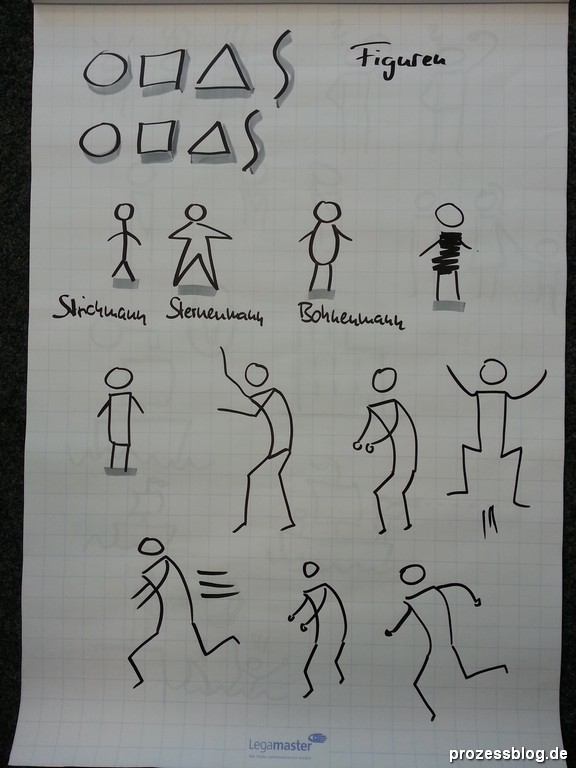 Figuren
Strichmann Sternenmann Bohnenmann
Legamaster
prozessblog.de